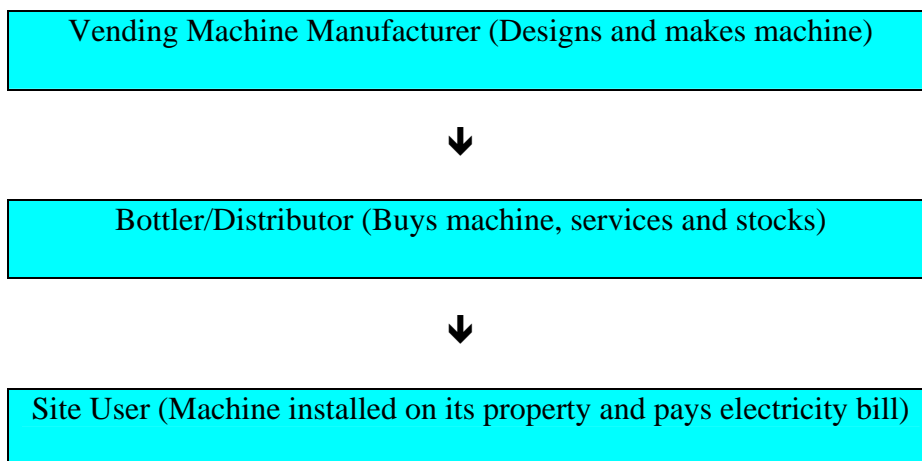 Vending Machine Manufacturer (Designs and makes machine)
Bottler/Distributor (Buys machine, services and stocks)
Site User (Machine installed on its property and pays electricity bill)